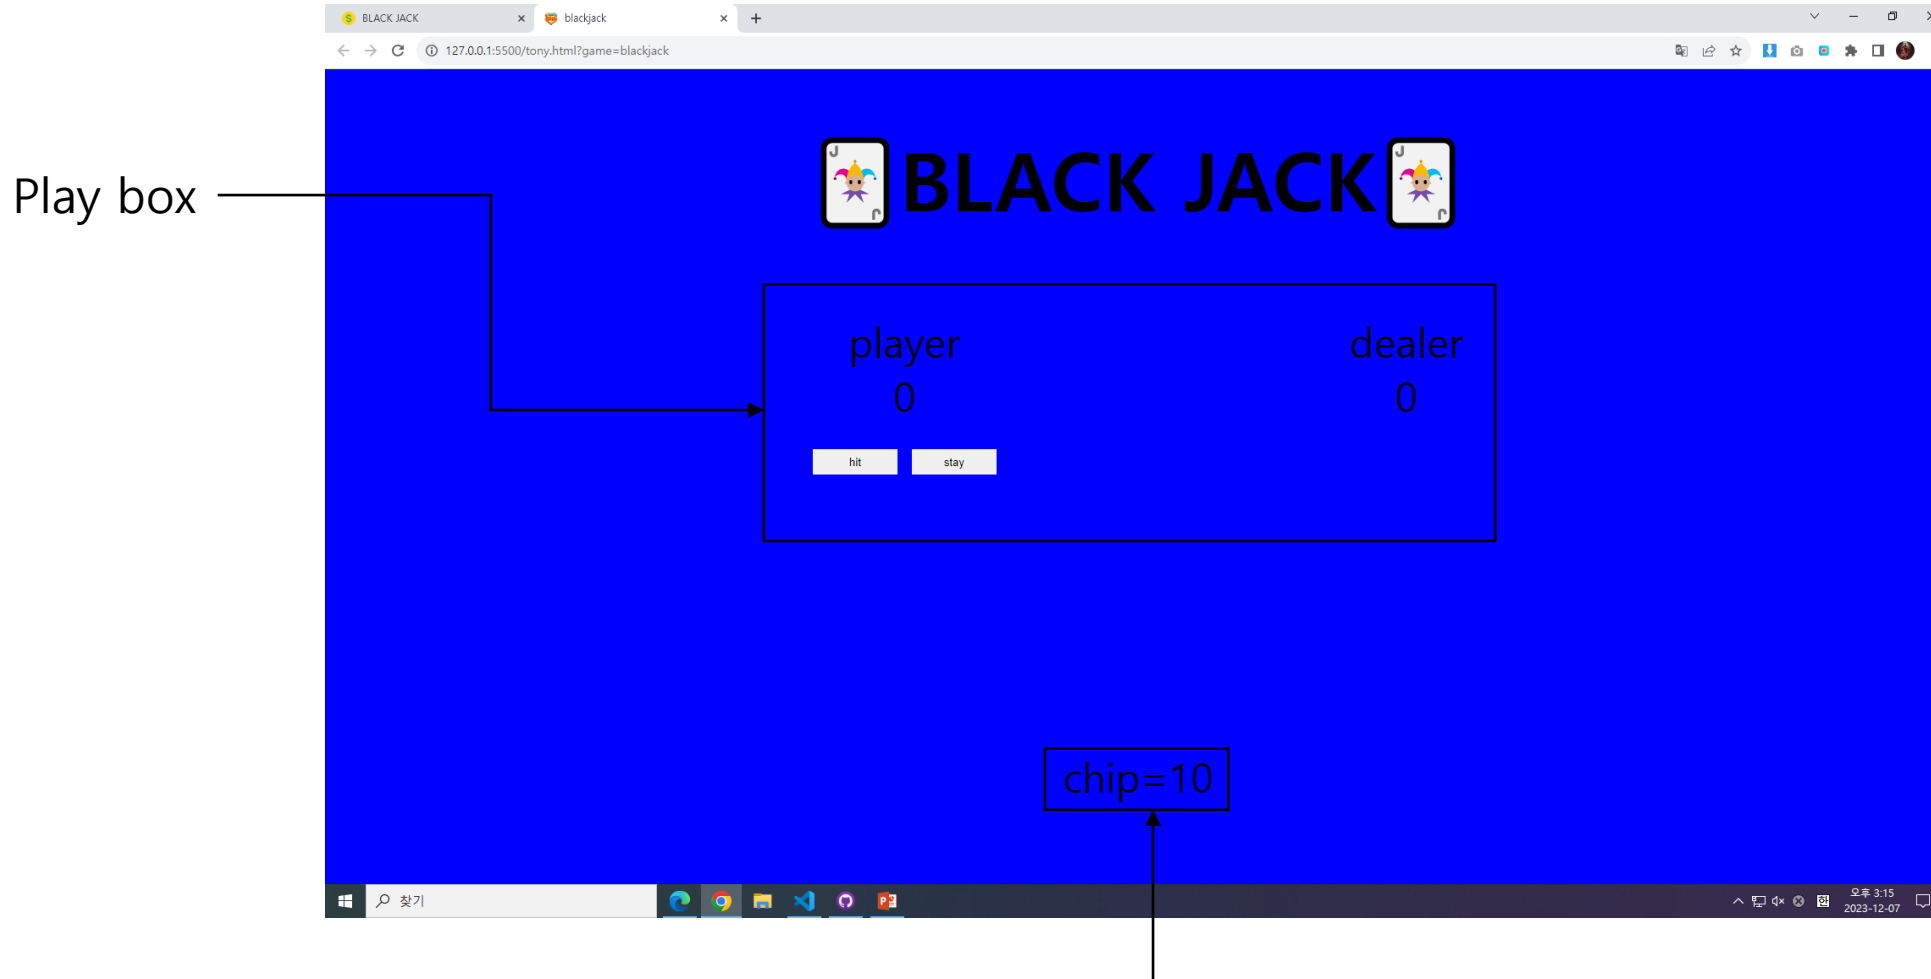 BLACK JACK
blackjack
127.0.0.1:5500/tony.html?game=blackjack
BLACK JACK
Play box
player
dealer
0
0
hit
stay
chip=10
찾기
오후 3:15
2023-12-07